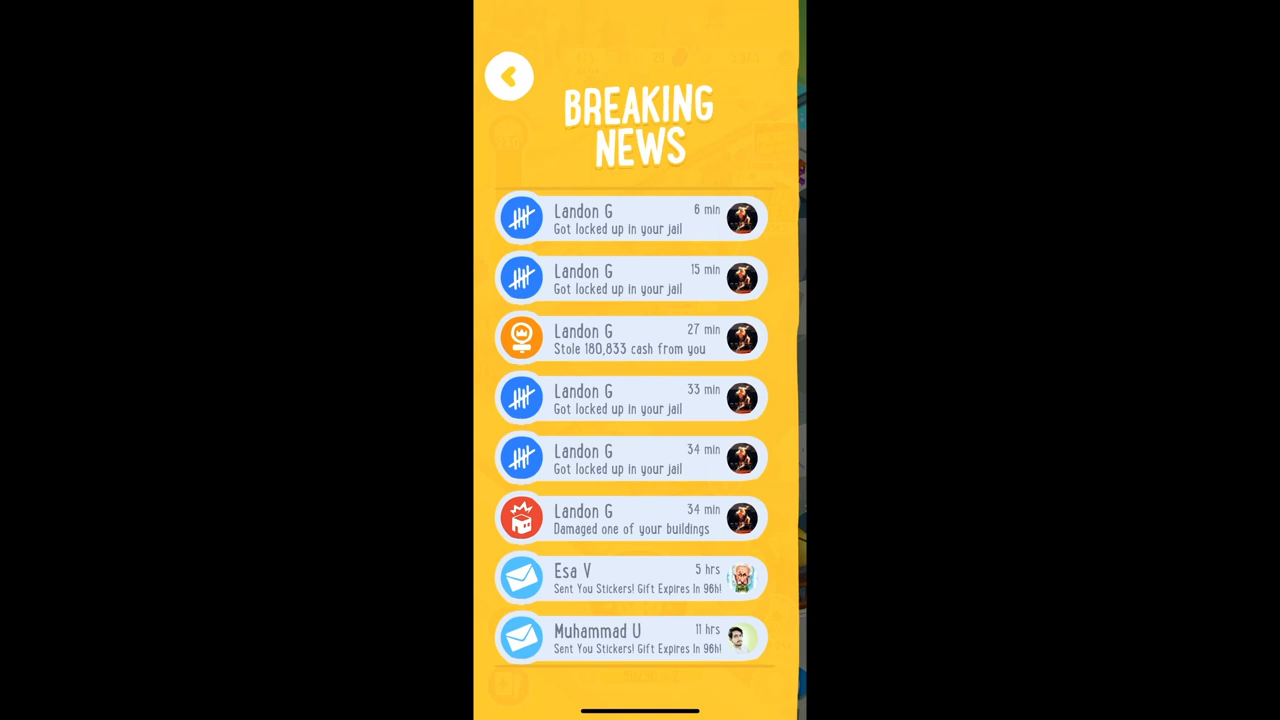 BREAKING
NEWS
Landon G
6 min
Got locked up in your jail
Landon G
15 min
Got locked up in your jail
Landon G
27 min
Stole 180,833 cash from you
Landon G
33 min
Got locked up in your jail
Landon G
34 min
Got locked up in your jail
Landon G
34 min
Damaged one of your buildings
Esa V
5 hrs
Sent You Stickers! Gift Expires In 96h!
Muhammad U
11 hrs
Sent You Stickers! Gift Expires In 96h!